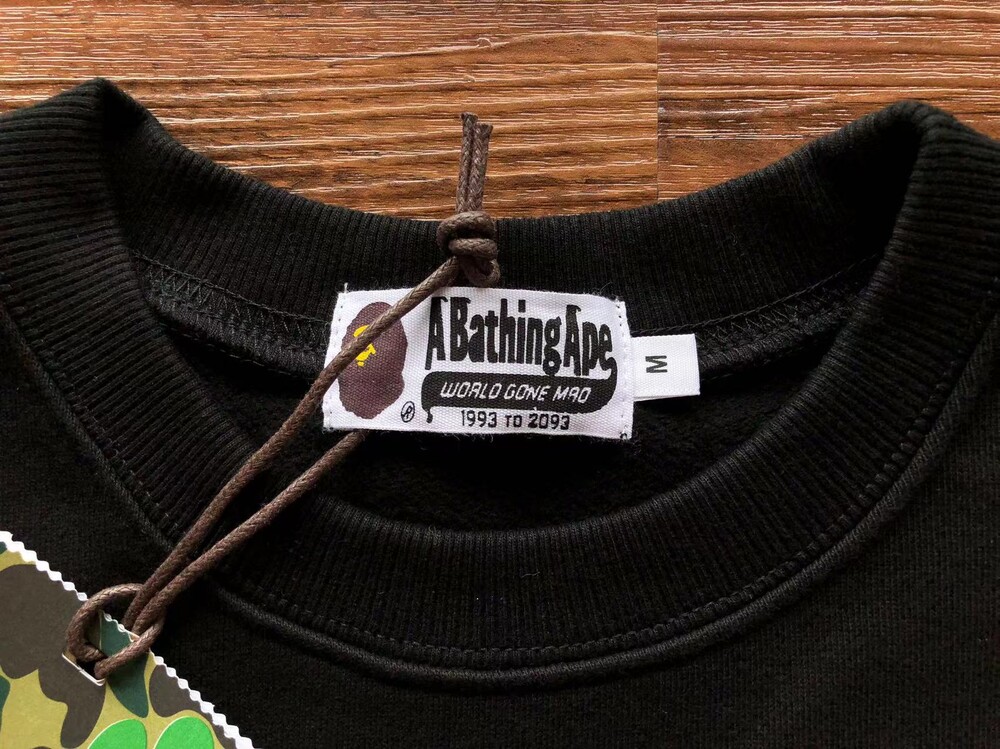 A Bathing Ape
WORLD GONE MAD
1993 TO 2093
®
M